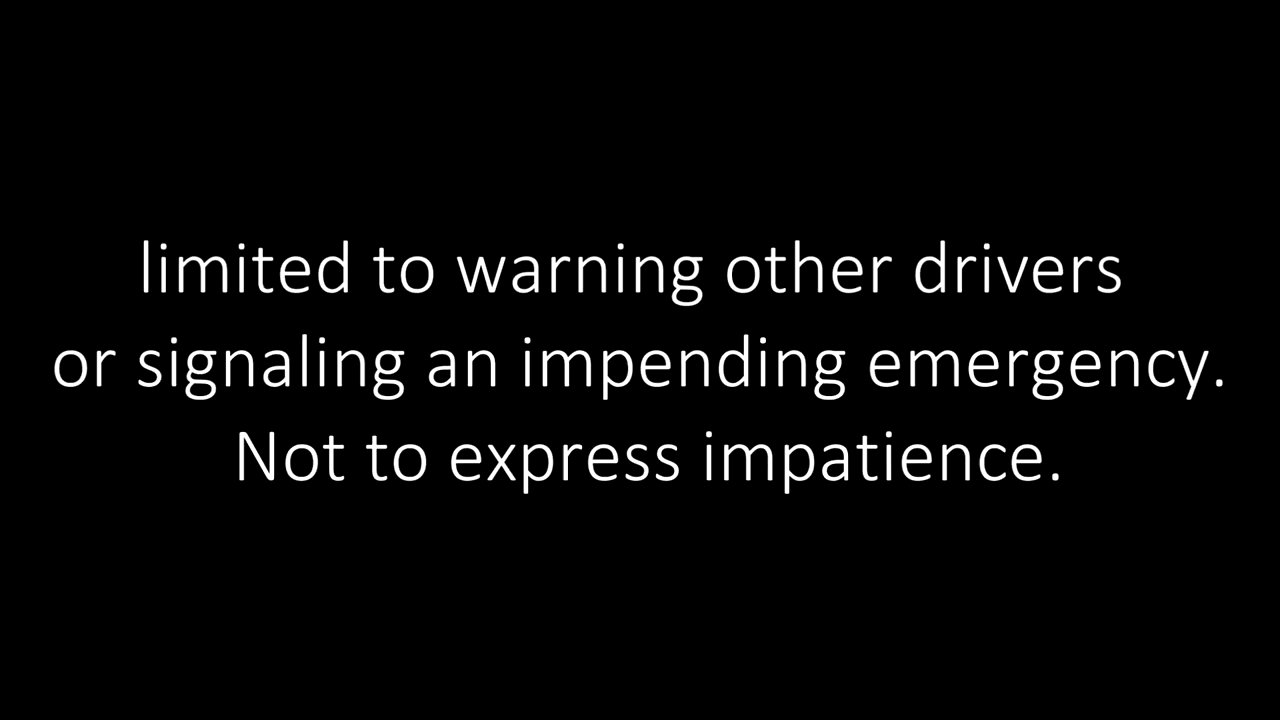 limited to warning other drivers
or signaling an impending emergency.
Not to express impatience.